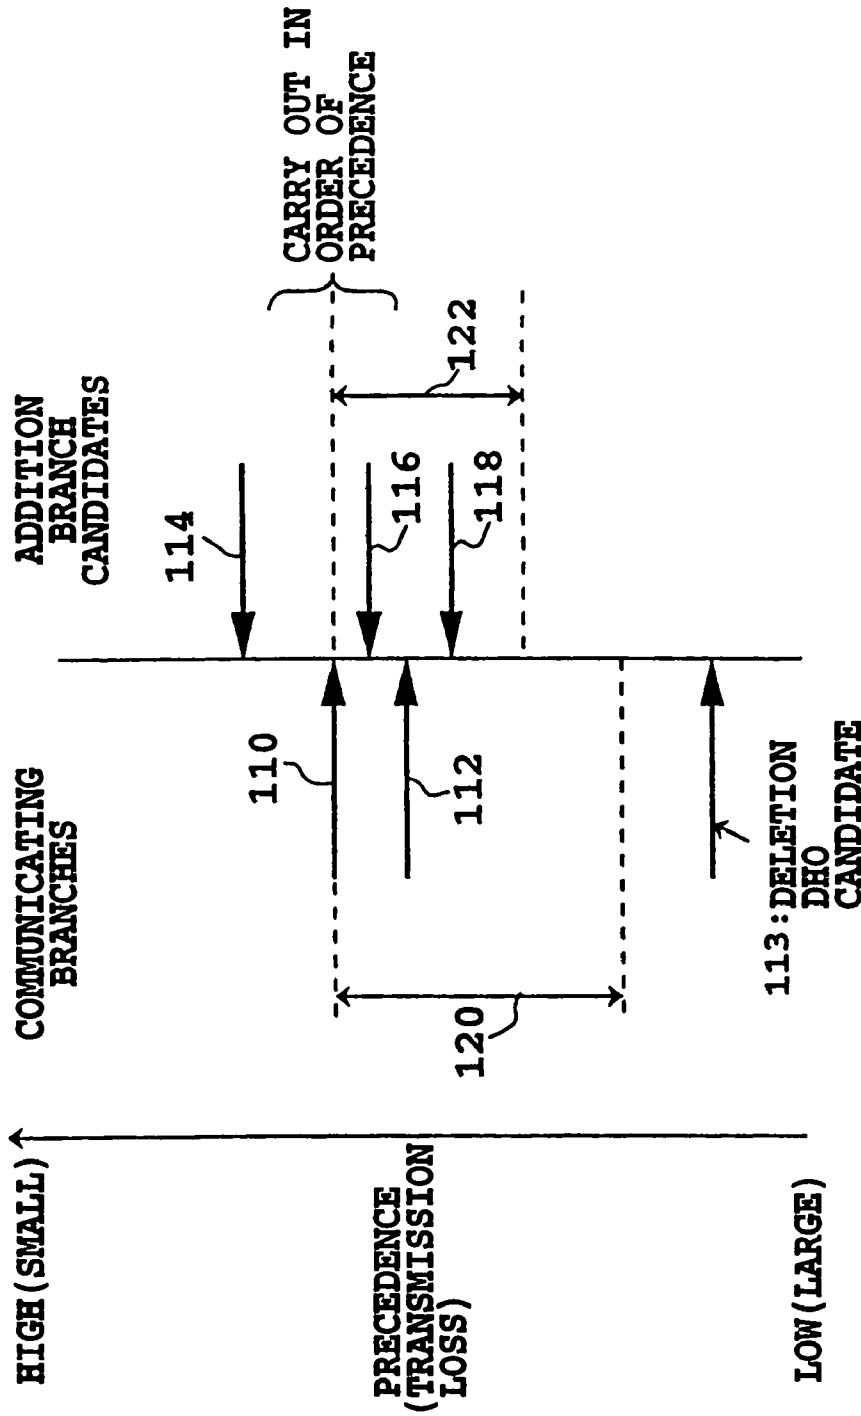 HIGH(SMALL)
PRECEDENCE
(TRANSMISSION
LOSS)
LOW(LARGE)
COMMUNICATING
BRANCHES
110
112
120
113:DELETION
DHO
CANDIDATE
ADDITION
BRANCH
CANDIDATES
114
116
118
122
CARRY OUT IN
ORDER OF
PRECEDENCE